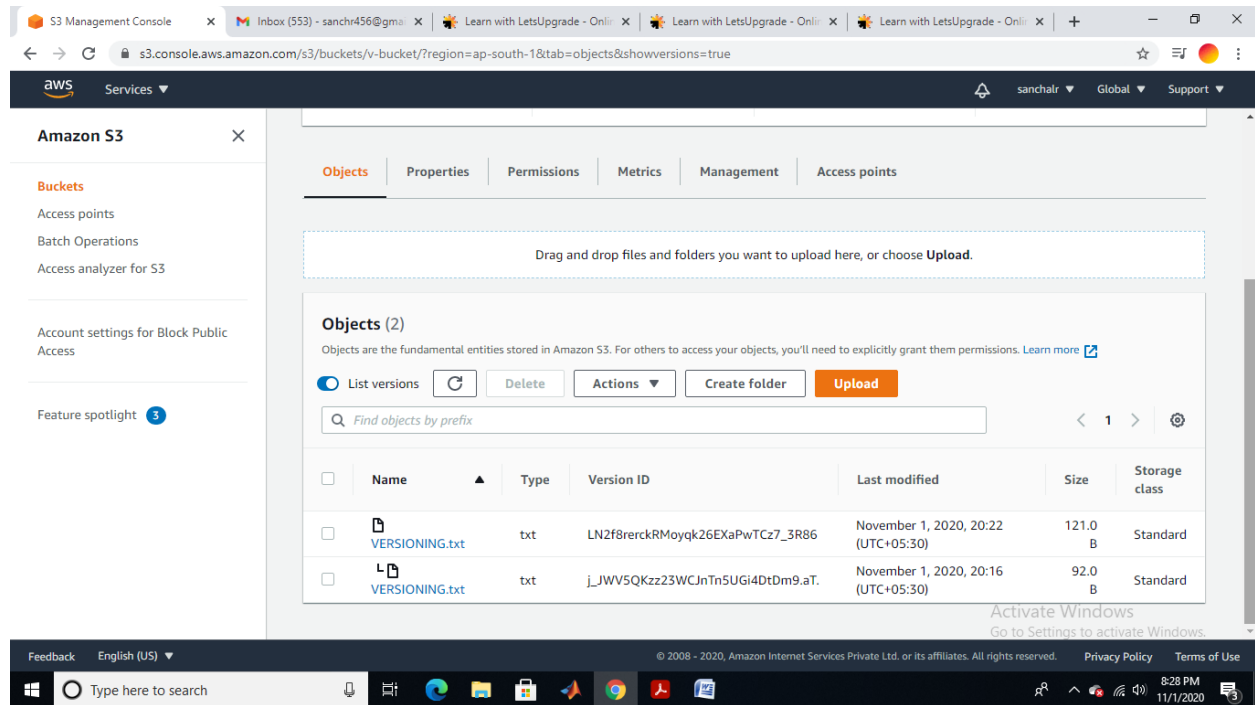 S3 Management Console
Inbox (553) - sanchr456@gma
Learn with LetsUpgrade - Onlin
Learn with LetsUpgrade - Onlin
Learn with LetsUpgrade - Onlin
s3.console.aws.amazon.com/s3/buckets/v-bucket/?region=ap-south-1&tab=objects&showversions=true
aws Services ▼ sanchalr ▼ Global ▼ Support ▼
Amazon S3
Buckets
Access points
Batch Operations
Access analyzer for S3
Account settings for Block Public
Access
Feature spotlight 3
Objects Properties Permissions Metrics Management Access points
Drag and drop files and folders you want to upload here, or choose Upload.
Objects (2)
Objects are the fundamental entities stored in Amazon S3. For others to access your objects, you'll need to explicitly grant them permissions. Learn more
List versions Delete Actions ▼ Create folder Upload
Find objects by prefix
< 1 >
Name ▲ Type Version ID Last modified Size Storage class
VERSIONING.txt txt LN2f8rerckRMoyqk26EXaPwTCz7_3R86 November 1, 2020, 20:22 (UTC+05:30) 121.0 B Standard
VERSIONING.txt txt j_JWV5QKzz23WCJnTn5UGi4DtDm9.aT. November 1, 2020, 20:16 (UTC+05:30) 92.0 B Standard
Activate Windows
Go to Settings to activate Windows.
Feedback English (US) ▼ © 2008 - 2020, Amazon Internet Services Private Ltd. or its affiliates. All rights reserved. Privacy Policy Terms of Use
Type here to search
8:28 PM
11/1/2020
3